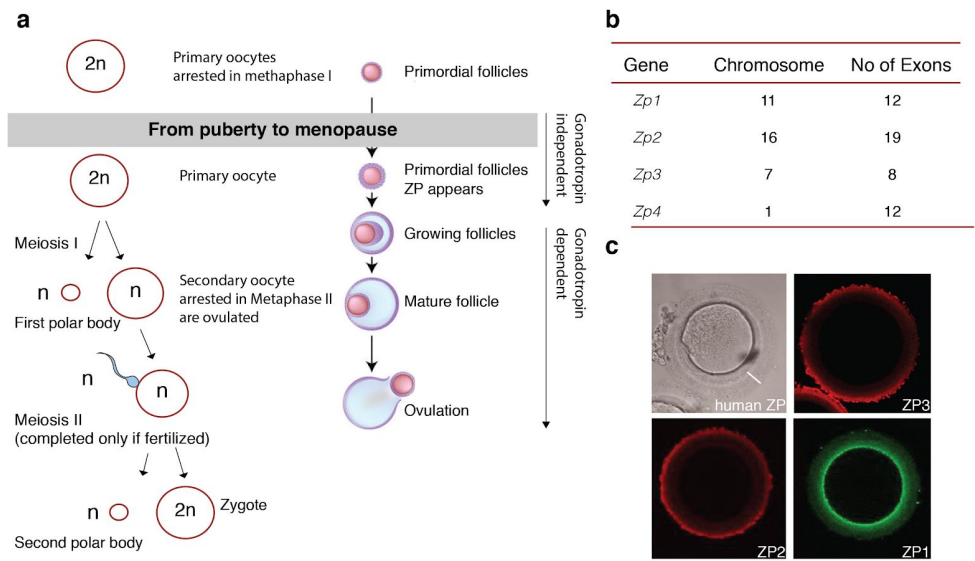 a
2n
Primary oocytes
arrested in methaphase I
Primordial follicles
From puberty to menopause
2n
Primary oocyte
Primordial follicles
ZP appears
Gonadotropin
independent
Meiosis I
Growing follicles
n
n
First polar body
Secondary oocyte
arrested in Metaphase II
are ovulated
Mature follicle
Gonadotropin
dependent
n
n
Meiosis II
(completed only if fertilized)
Ovulation
n
2n
Zygote
Second polar body
b
Gene Chromosome No of Exons
Zp1 11 12
Zp2 16 19
Zp3 7 8
Zp4 1 12
c
human ZP
ZP3
ZP2
ZP1